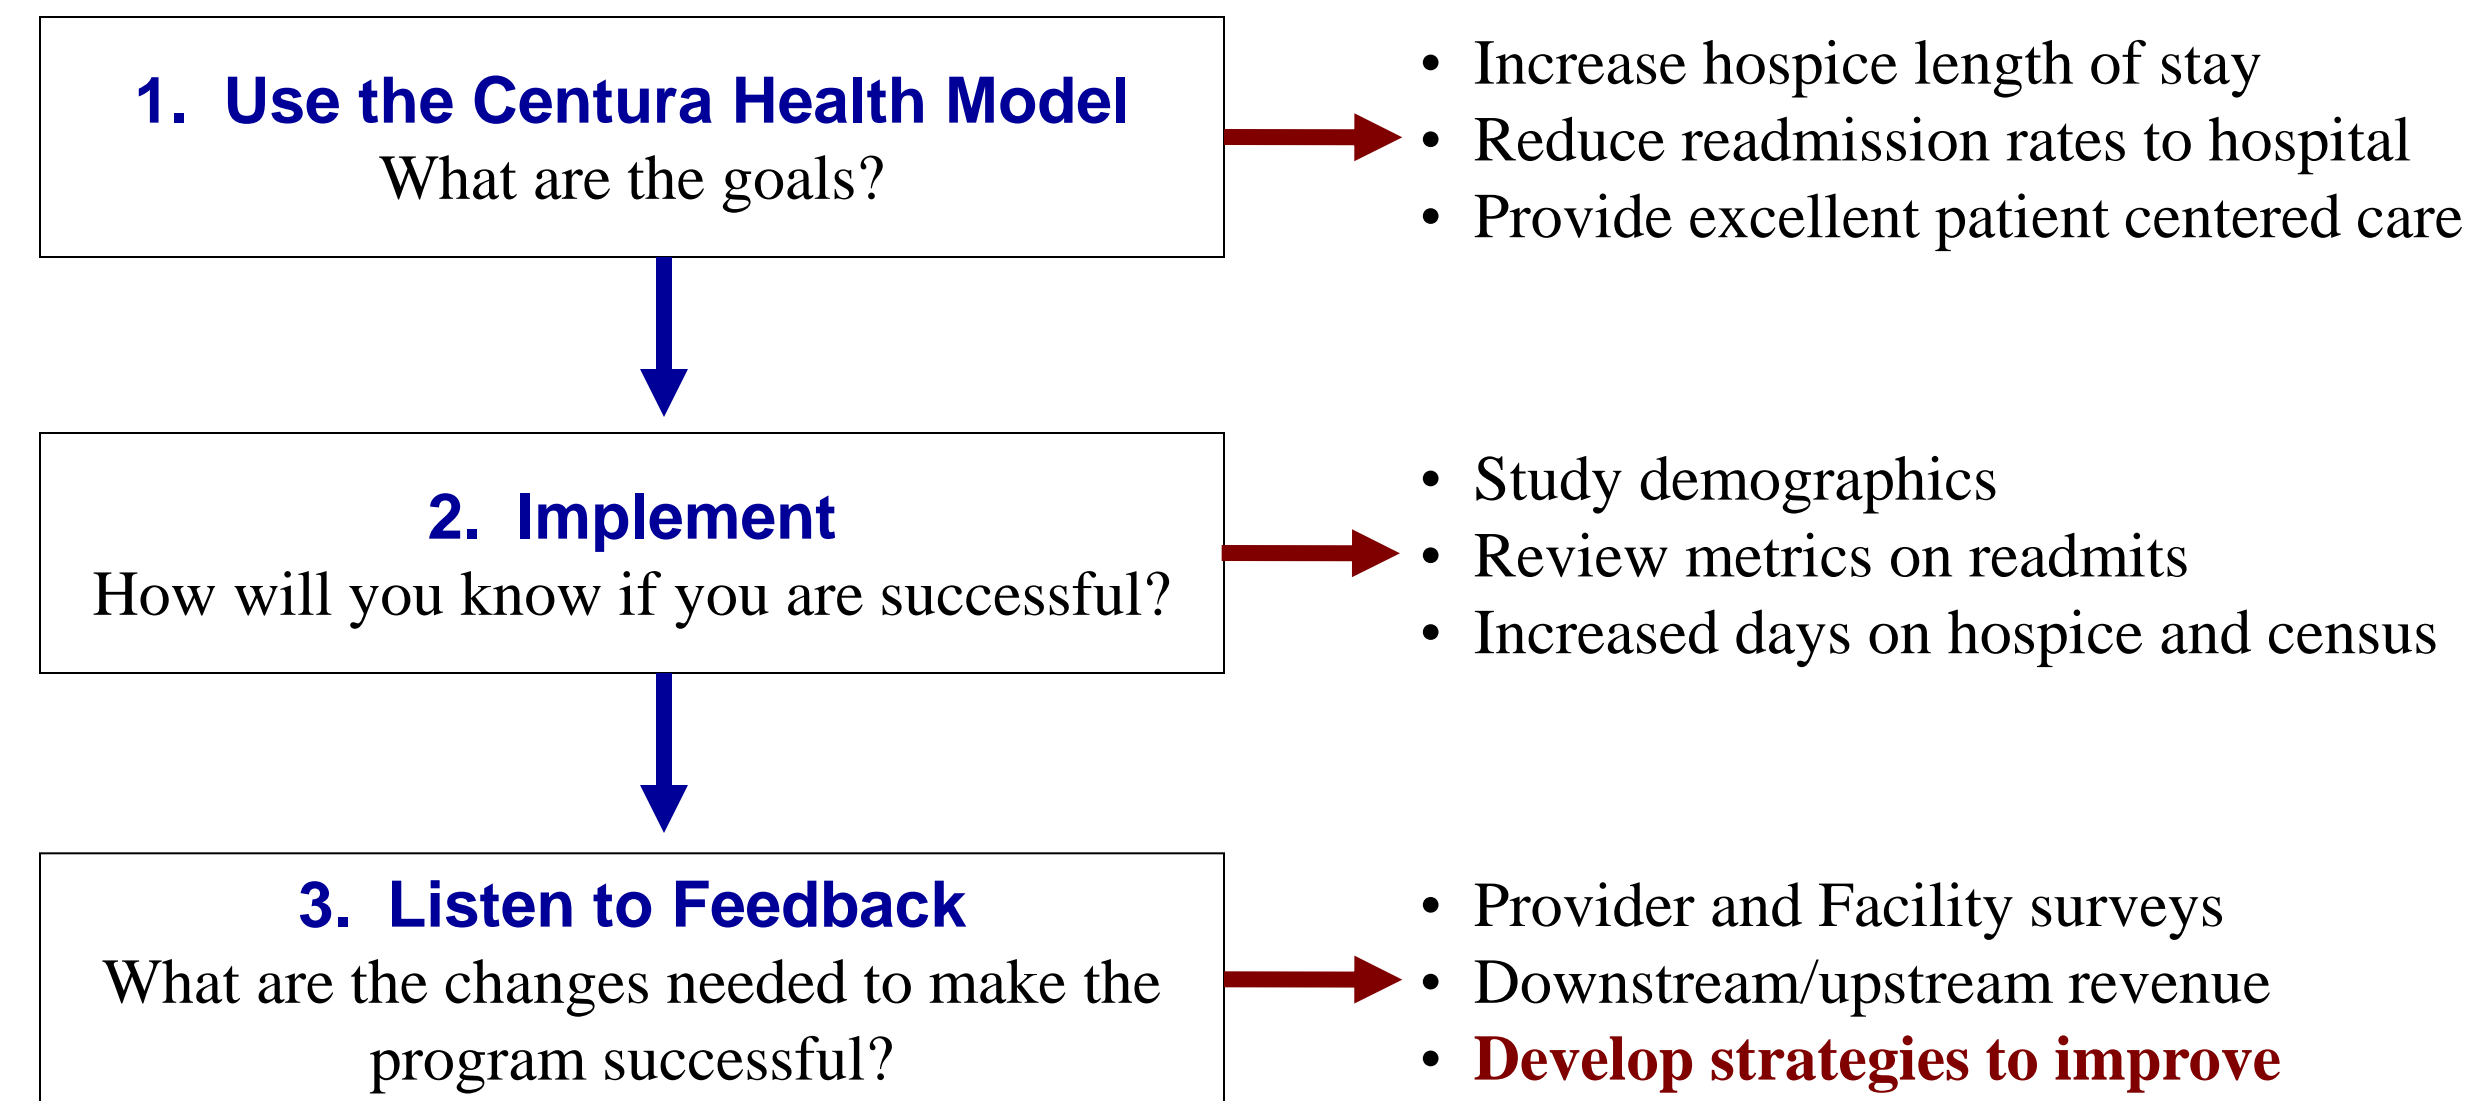 1. Use the Centura Health Model
What are the goals?
• Increase hospice length of stay
• Reduce readmission rates to hospital
• Provide excellent patient centered care
2. Implement
How will you know if you are successful?
• Study demographics
• Review metrics on readmits
• Increased days on hospice and census
3. Listen to Feedback
What are the changes needed to make the
program successful?
• Provider and Facility surveys
• Downstream/upstream revenue
• Develop strategies to improve